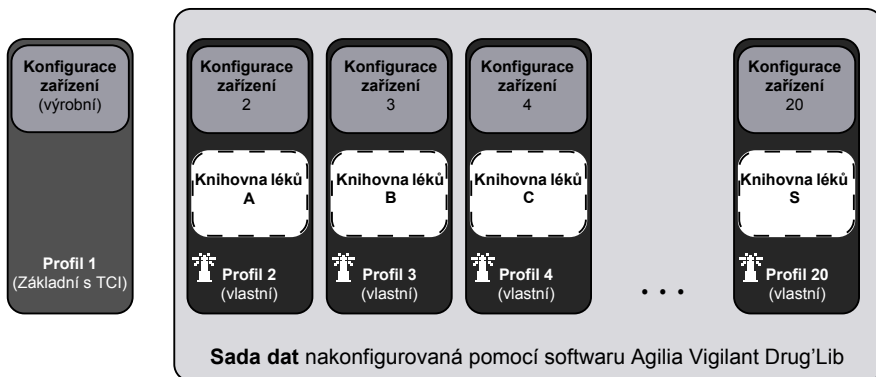 Konfigurace
zařízení
(výrobní)
Profil 1
(Základní s TCI)
Konfigurace
zařízení
2
Knihovna léků
A
Profil 2
(vlastní)
Konfigurace
zařízení
3
Knihovna léků
B
Profil 3
(vlastní)
Konfigurace
zařízení
4
Knihovna léků
C
Profil 4
(vlastní)
. . .
Konfigurace
zařízení
20
Knihovna léků
S
Profil 20
(vlastní)
Sada dat nakonfigurovaná pomocí softwaru Agilia Vigilant Drug’Lib